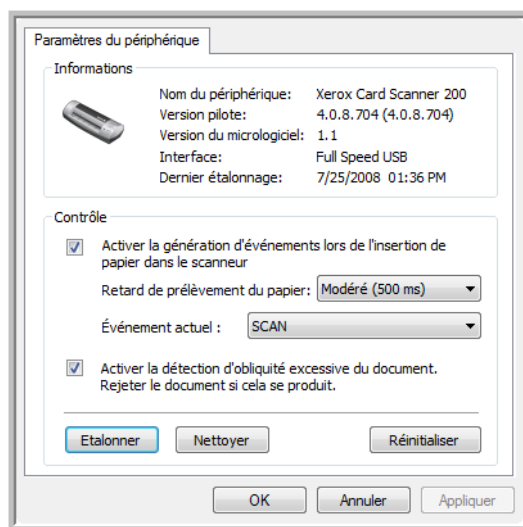 Paramètres du périphérique
Informations
Nom du périphérique: Xerox Card Scanner 200
Version pilote: 4.0.8.704 (4.0.8.704)
Version du micrologiciel: 1.1
Interface: Full Speed USB
Dernier étalonnage: 7/25/2008 01:36 PM
Contrôle
Activer la génération d'événements lors de l'insertion de
papier dans le scanneur
Retard de prélèvement du papier: Modéré (500 ms)
Événement actuel : SCAN
Activer la détection d'obliquité excessive du document.
Rejeter le document si cela se produit.
Etalonner Nettoyer Réinitialiser
OK Annuler Appliquer